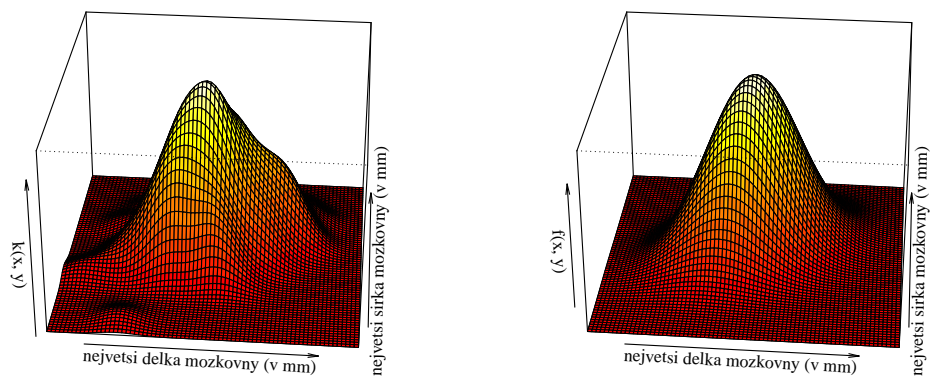 k(x, y)
nejvetsi delka mozkovny (v mm)
nejvetsi sirka mozkovny (v mm)
f(x, y)
nejvetsi delka mozkovny (v mm)
nejvetsi sirka mozkovny (v mm)